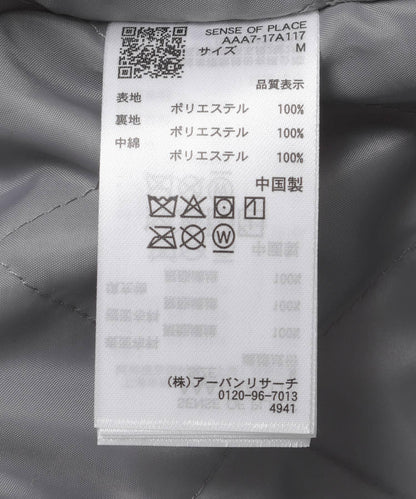 SENSE OF PLACE
AAA7-17A117
サイズ M
品質表示
表地
ポリエステル 100%
裏地
ポリエステル 100%
中綿
ポリエステル 100%
中国製
W
(株)アーバンリサーチ
0120-96-7013
4941